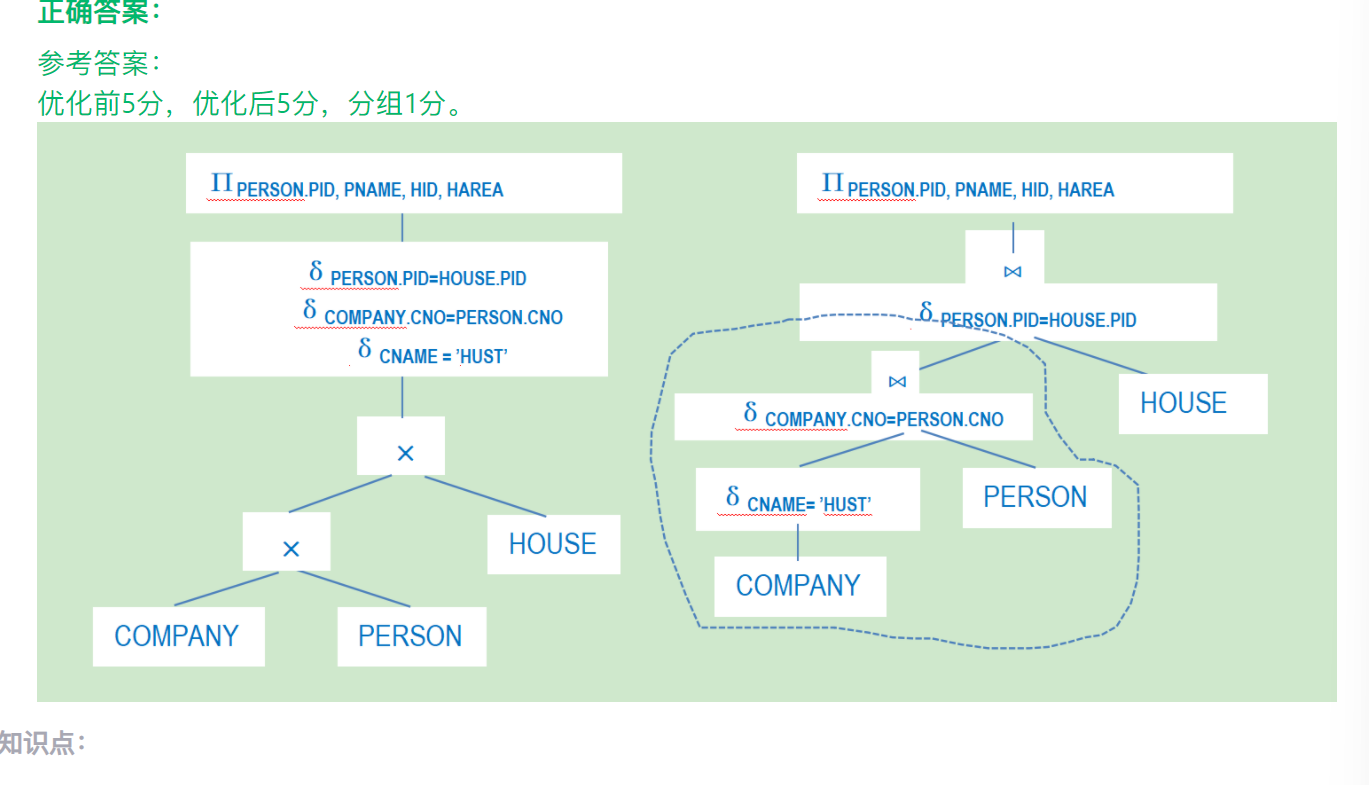 正确答案：
参考答案：
优化前5分，优化后5分，分组1分。
Π PERSON.PID, PNAME, HID, HAREA
δ PERSON.PID=HOUSE.PID
δ COMPANY.CNO=PERSON.CNO
δ CNAME = ’HUST’
×
×
HOUSE
COMPANY
PERSON
Π PERSON.PID, PNAME, HID, HAREA
⋈
δ PERSON.PID=HOUSE.PID
⋈
HOUSE
δ COMPANY.CNO=PERSON.CNO
δ CNAME= ’HUST’
PERSON
COMPANY
知识点：